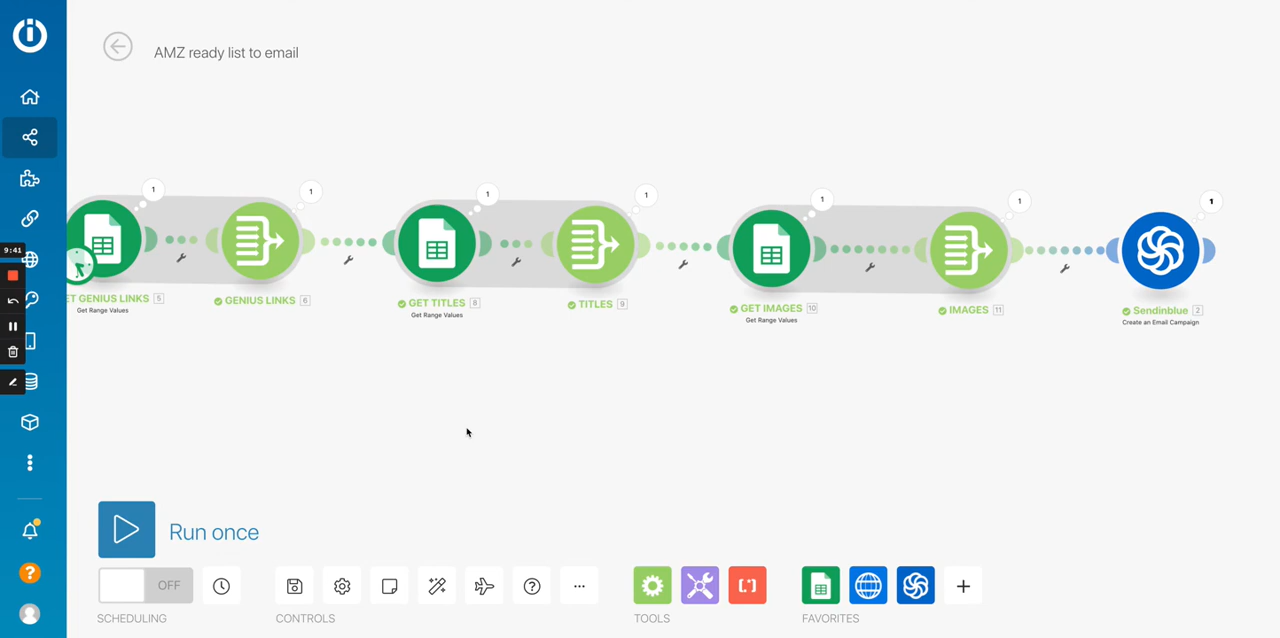 AMZ ready list to email
9:41
1
1
1
1
1
1
1
T GENIUS LINKS 5
Get Range Values
GENIUS LINKS 6
GET TITLES 8
Get Range Values
TITLES 9
GET IMAGES 10
Get Range Values
IMAGES 11
Sendinblue 2
Create an Email Campaign
Run once
OFF
SCHEDULING
CONTROLS
TOOLS
FAVORITES